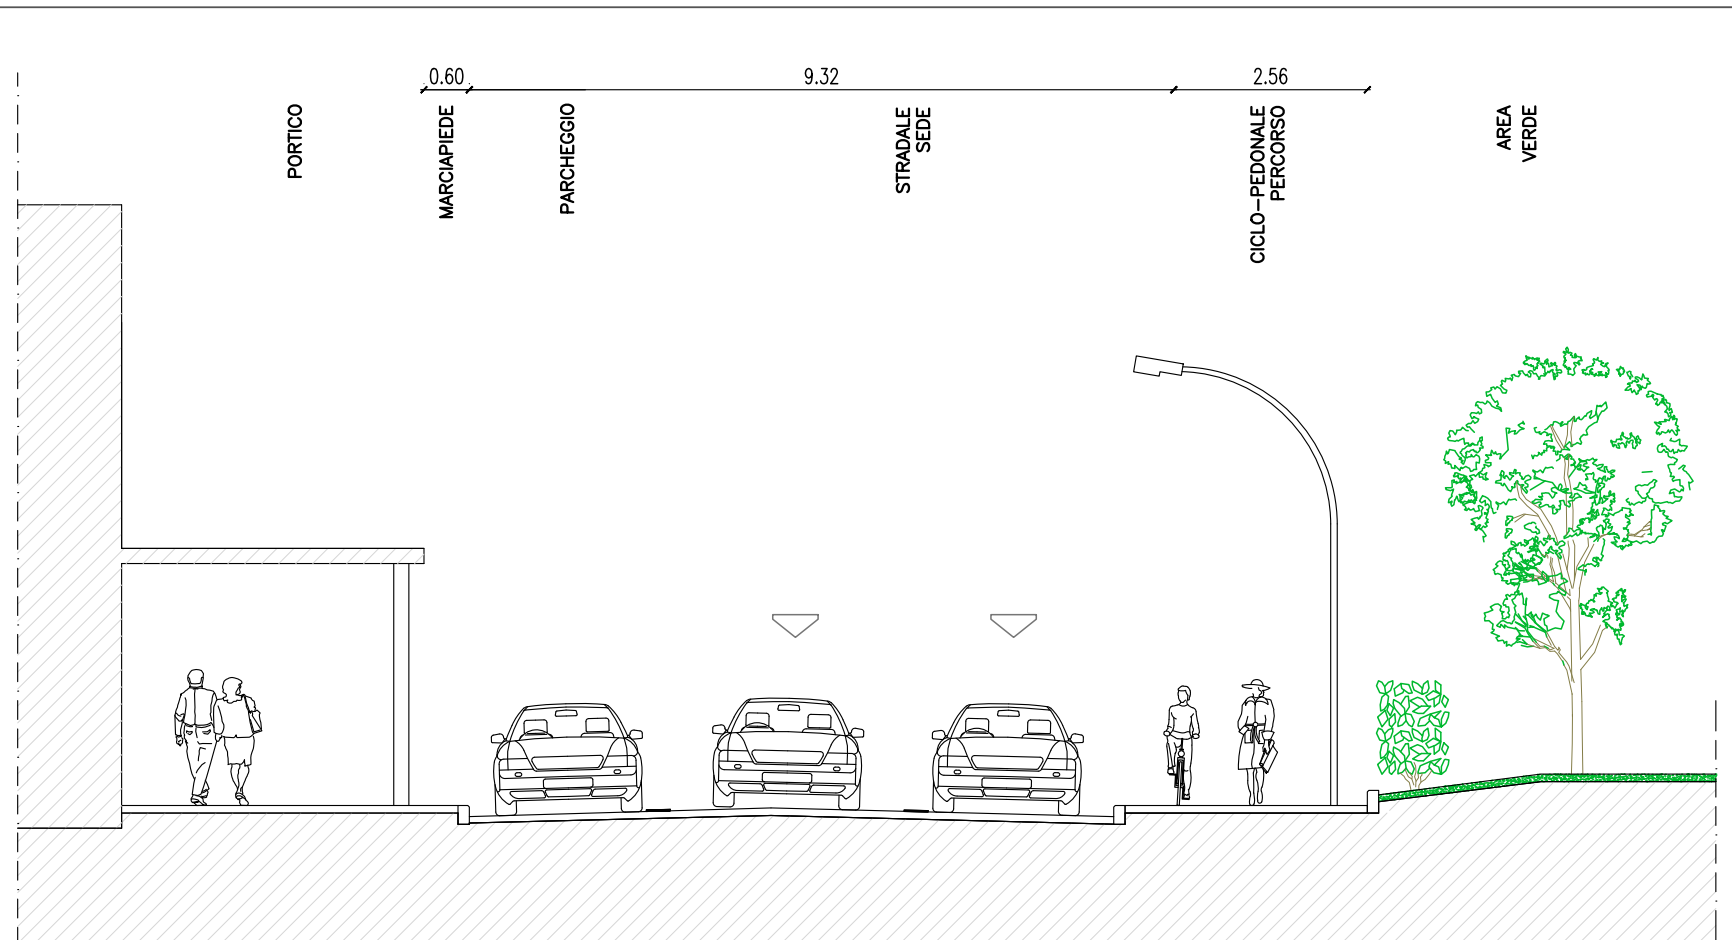 0.60
9.32
2.56
PORTICO
MARCIAPIEDE
PARCHEGGIO
STRADALE
SEDE
CICLO-PEDONALE
PERCORSO
AREA
VERDE